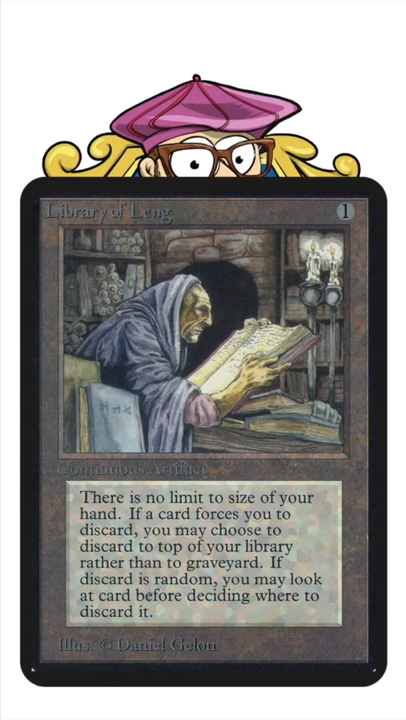 Library of Leng 1
Continuous Artifact
There is no limit to size of your
hand. If a card forces you to
discard, you may choose to
discard to top of your library
rather than to graveyard. If
discard is random, you may look
at card before deciding where to
discard it.
Illus. © Daniel Gelon